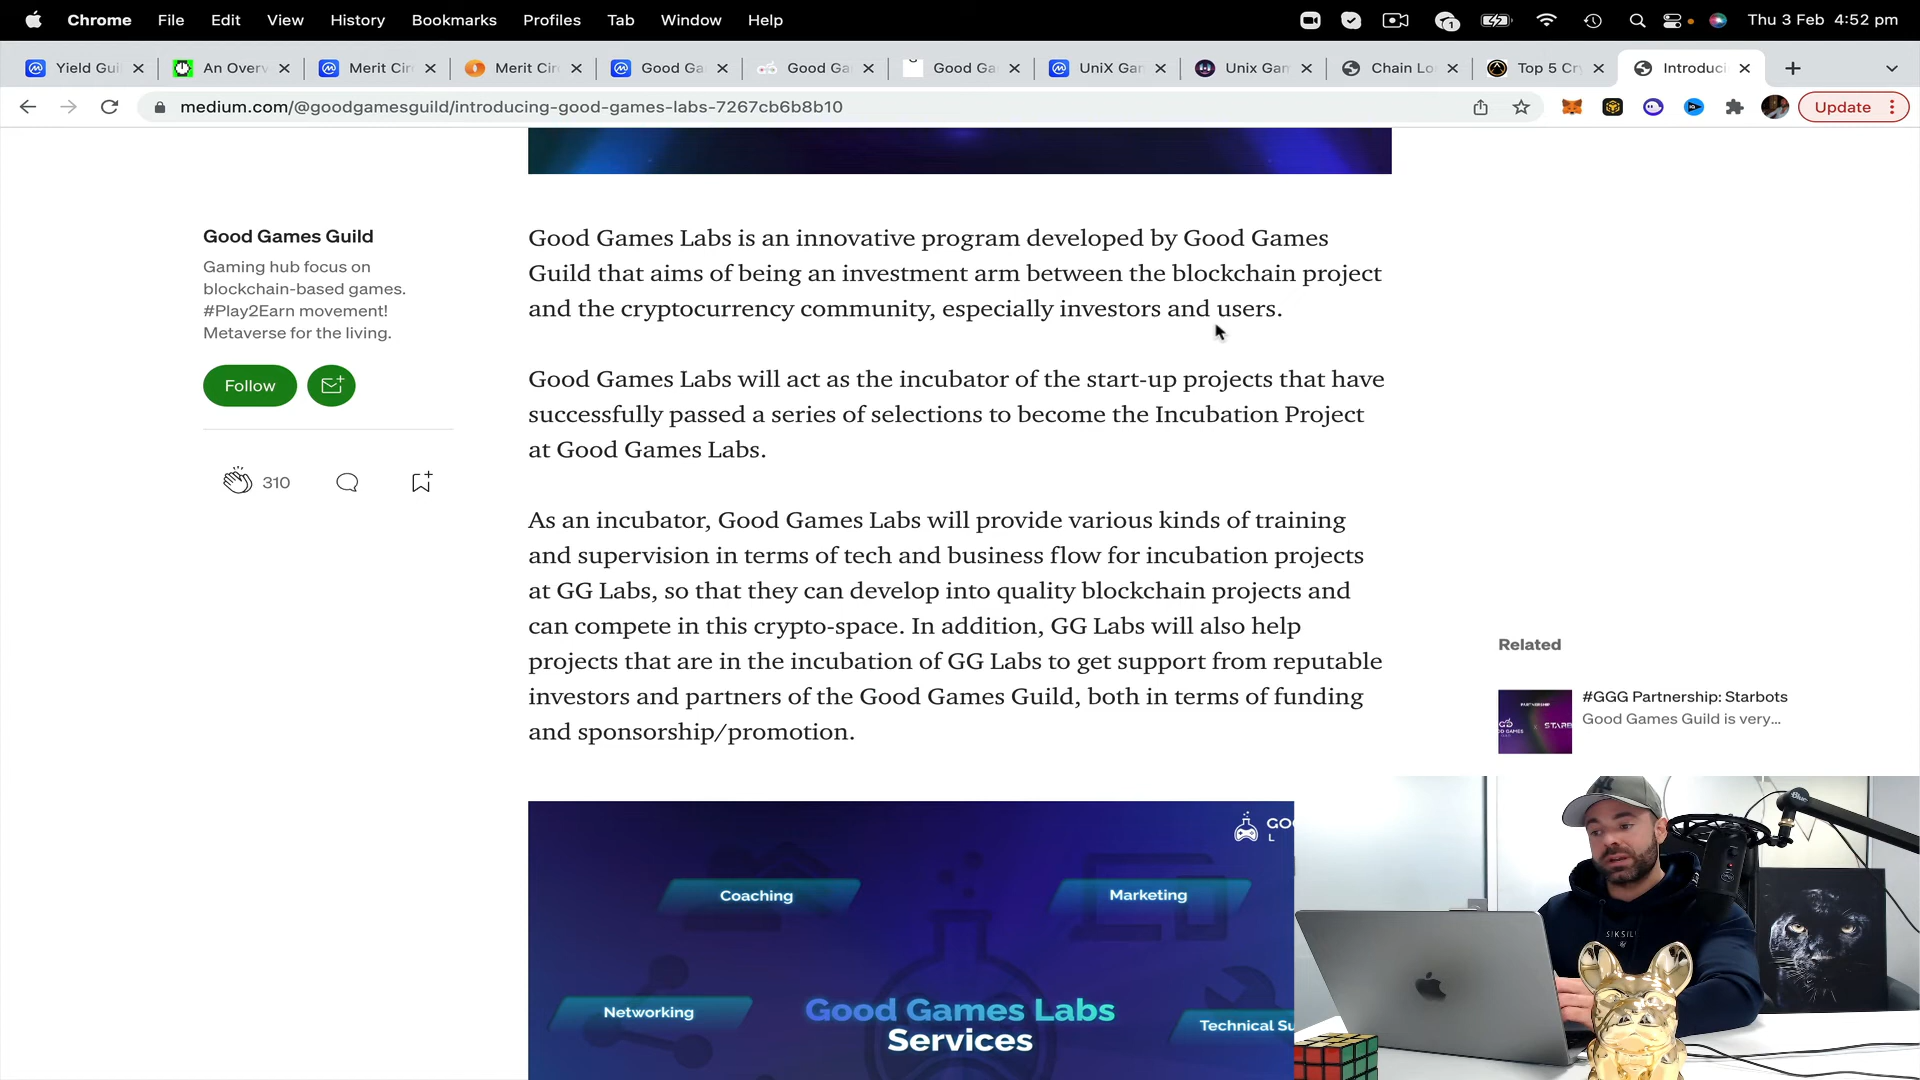 Chrome File Edit View History Bookmarks Profiles Tab Window Help 1 Thu 3 Feb 4:52 pm
Yield Gui An Overv Merit Cir Merit Cir Good Ga Good Ga Good Ga UniX Gar Unix Gam Chain Lo Top 5 Cry Introduci
medium.com/@goodgamesguild/introducing-good-games-labs-7267cb6b8b10 Update
Good Games Guild
Gaming hub focus on
blockchain-based games.
#Play2Earn movement!
Metaverse for the living.
Follow
310
Good Games Labs is an innovative program developed by Good Games
Guild that aims of being an investment arm between the blockchain project
and the cryptocurrency community, especially investors and users.
Good Games Labs will act as the incubator of the start-up projects that have
successfully passed a series of selections to become the Incubation Project
at Good Games Labs.
As an incubator, Good Games Labs will provide various kinds of training
and supervision in terms of tech and business flow for incubation projects
at GG Labs, so that they can develop into quality blockchain projects and
can compete in this crypto-space. In addition, GG Labs will also help
projects that are in the incubation of GG Labs to get support from reputable
investors and partners of the Good Games Guild, both in terms of funding
and sponsorship/promotion.
Related
#GGG Partnership: Starbots
Good Games Guild is very...
PARTNERSHIP
STARB
GOO
L
Coaching
Marketing
Networking
Good Games Labs
Services
Technical Su
Blue
SIKSIL